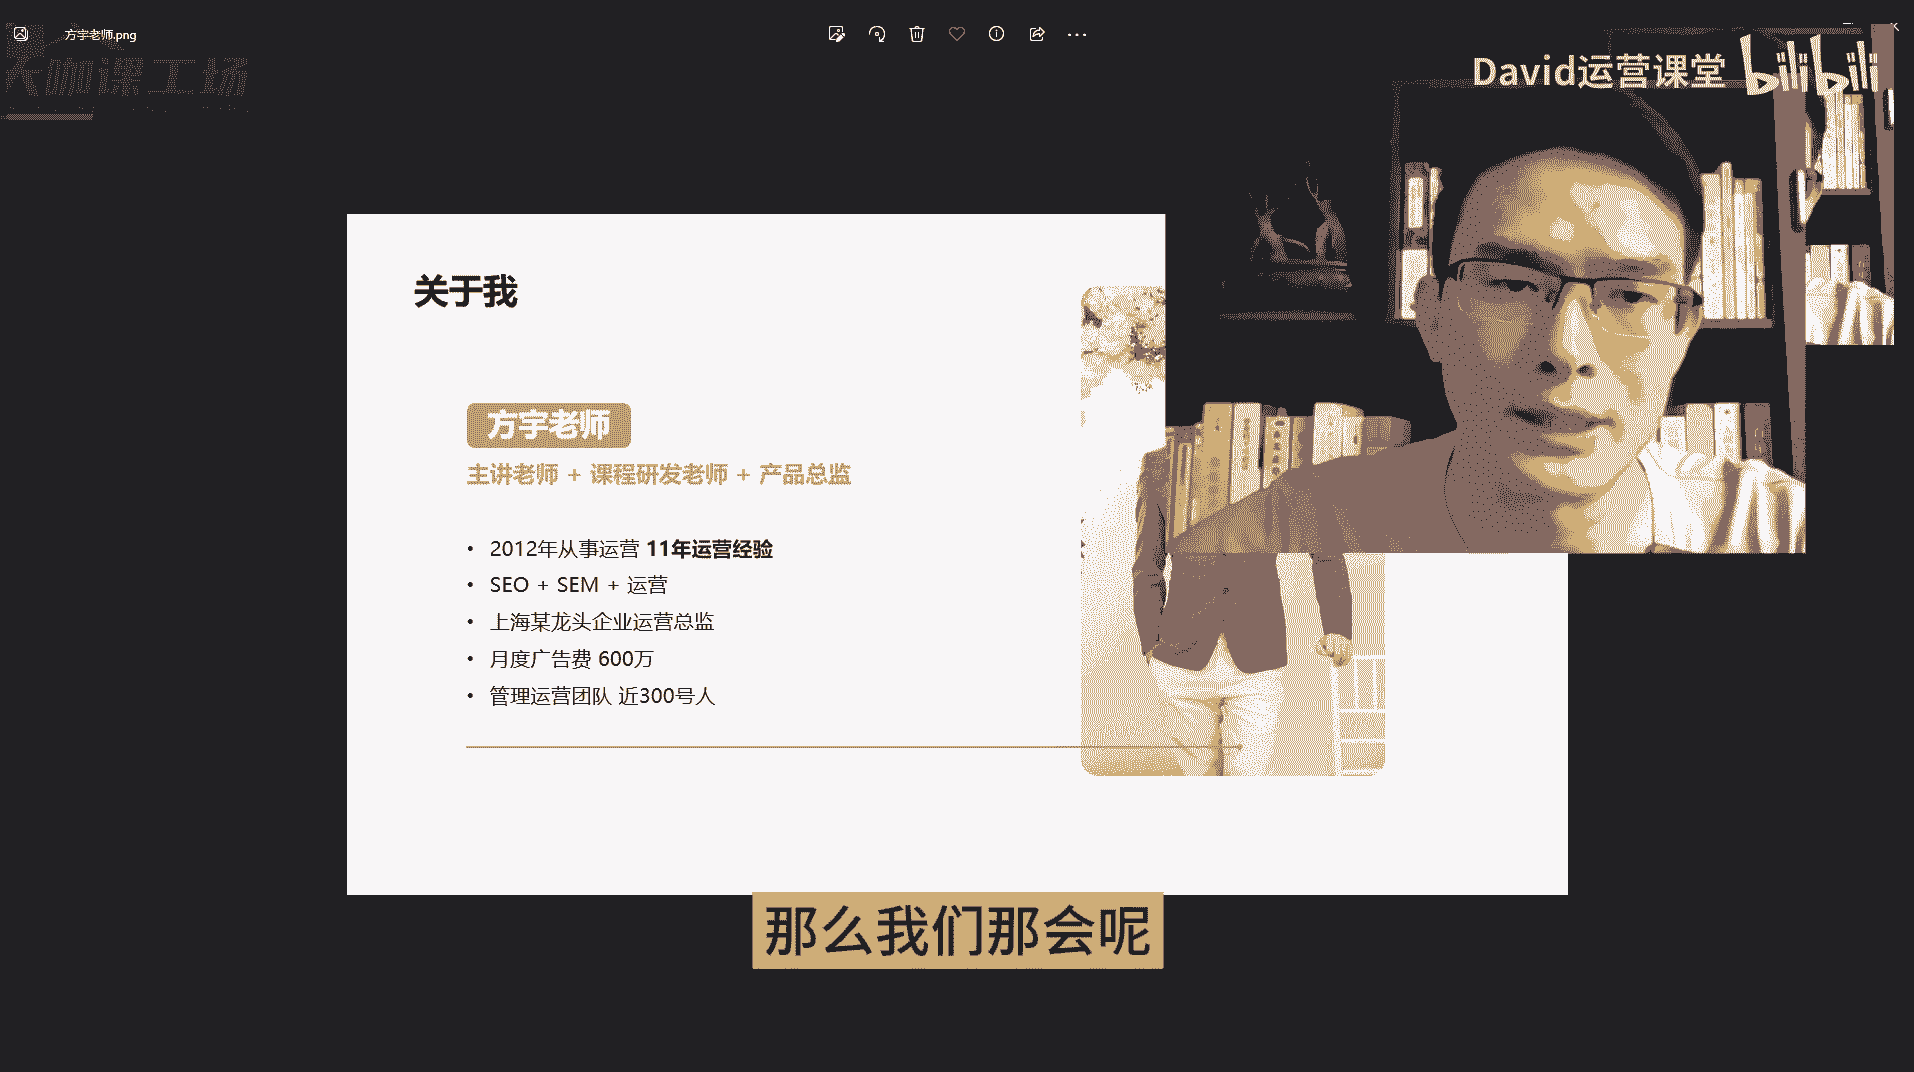 方宇老师.png
大咖课工场
David运营课堂 bilibili
关于我
方宇老师
主讲老师 + 课程研发老师 + 产品总监
• 2012年从事运营 11年运营经验
• SEO + SEM + 运营
• 上海某龙头企业运营总监
• 月度广告费 600万
• 管理运营团队 近300号人
那么我们那会呢